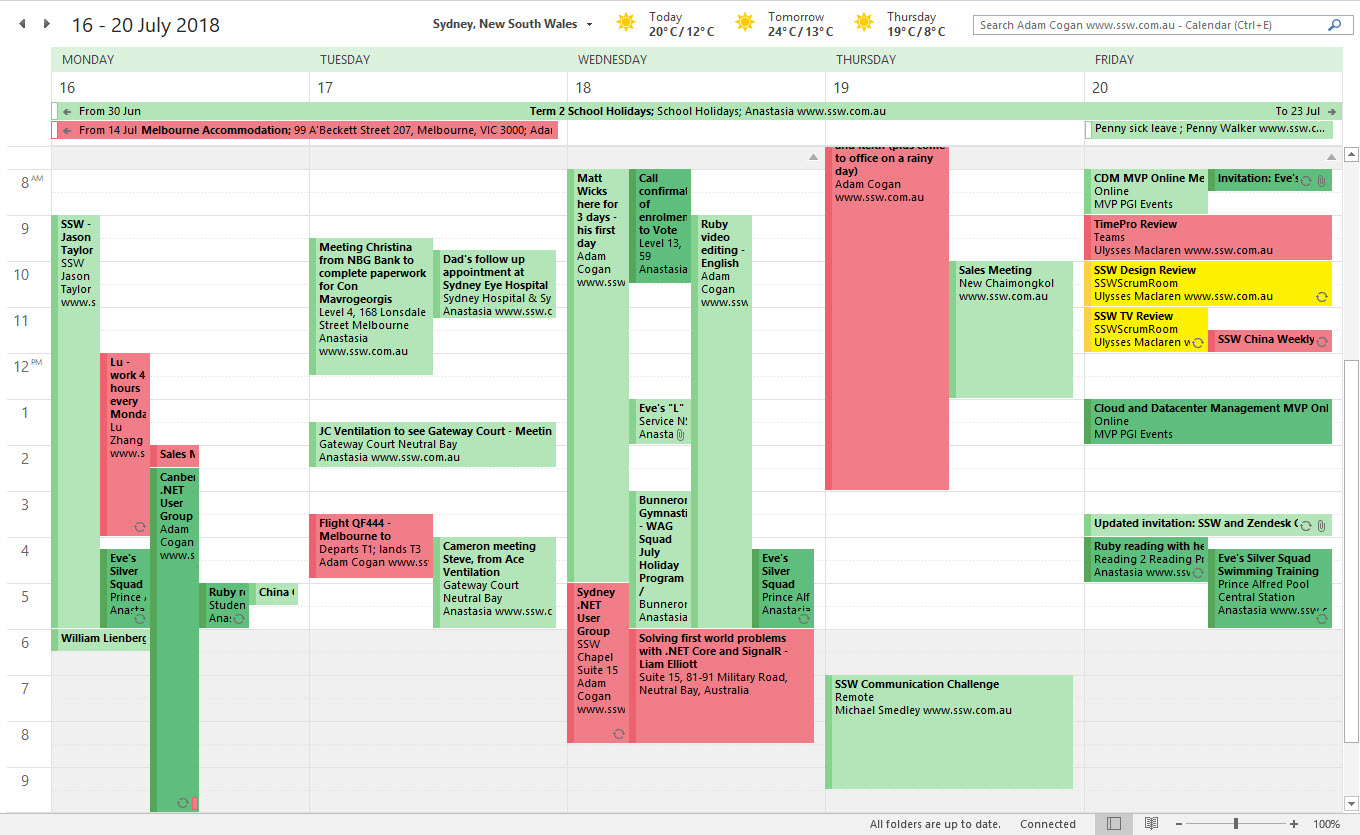 16 - 20 July 2018
Sydney, New South Wales
Today
20°C/12°C
Tomorrow
24°C/13°C
Thursday
19°C/8°C
Search Adam Cogan www.ssw.com.au - Calendar (Ctrl+E)
MONDAY
TUESDAY
WEDNESDAY
THURSDAY
FRIDAY
16
17
18
19
20
From 30 Jun
Term 2 School Holidays; School Holidays; Anastasia www.ssw.com.au
To 23 Jul
From 14 Jul Melbourne Accommodation; 99 A'Beckett Street 207, Melbourne, VIC 3000; Adar
Penny sick leave ; Penny Walker www.ssw.c...
8 AM
9
10
11
12 PM
1
2
3
4
5
6
7
8
9
SSW -
Jason
Taylor
SSW
Jason
Taylor
www.s
Lu -
work 4
hours
every
Monda
Lu
Zhang
www.s
Sales M
Canber
.NET
User
Group
Adam
Cogan
www.s
Eve's
Silver
Squad
Prince A
Anasta
Ruby re
Studen
Anas
China C
William Lienberg
Meeting Christina
from NBG Bank to
complete paperwork
for Con
Mavrogeorgis
Level 4, 168 Lonsdale
Street Melbourne
Anastasia
www.ssw.com.au
Dad's follow up
appointment at
Sydney Eye Hospital
Sydney Hospital & Sy
Anastasia www.ssw.c
JC Ventilation to see Gateway Court - Meetin
Gateway Court Neutral Bay
Anastasia www.ssw.com.au
Flight QF444 -
Melbourne to
Departs T1; lands T3
Adam Cogan www.ss
Cameron meeting
Steve, from Ace
Ventilation
Gateway Court
Neutral Bay
Anastasia www.ssw.c
Matt
Wicks
here for
3 days -
his first
day
Adam
Cogan
www.ssw
Call
confirmat
of
enrolmen
to Vote
Level 13,
59
Anastasia
Ruby
video
editing -
English
Adam
Cogan
www.ssw
Eve's "L"
Service NS
Anasta
Bunneron
Gymnasti
- WAG
Squad
July
Holiday
Program
/
Bunneron
Anastasia
Eve's
Silver
Squad
Prince Alf
Anastasia
Sydney
.NET
User
Group
SSW
Chapel
Suite 15
Adam
Cogan
www.ssw
Solving first world problems
with .NET Core and SignalR -
Liam Elliott
Suite 15, 81-91 Military Road,
Neutral Bay, Australia
and Keith (plus come
to office on a rainy
day)
Adam Cogan
www.ssw.com.au
Sales Meeting
New Chaimongkol
www.ssw.com.au
SSW Communication Challenge
Remote
Michael Smedley www.ssw.com.au
CDM MVP Online Me
Online
MVP PGI Events
Invitation: Eve's
TimePro Review
Teams
Ulysses Maclaren www.ssw.com.au
SSW Design Review
SSWScrumRoom
Ulysses Maclaren www.ssw.com.au
SSW TV Review
SSWScrumRoom
Ulysses Maclaren w
SSW China Weekly
Cloud and Datacenter Management MVP Onl
Online
MVP PGI Events
Updated invitation: SSW and Zendesk C
Ruby reading with he
Reading 2 Reading Pr
Anastasia www.ssv
Eve's Silver Squad
Swimming Training
Prince Alfred Pool
Central Station
Anastasia www.ssw.c
All folders are up to date.
Connected
100%